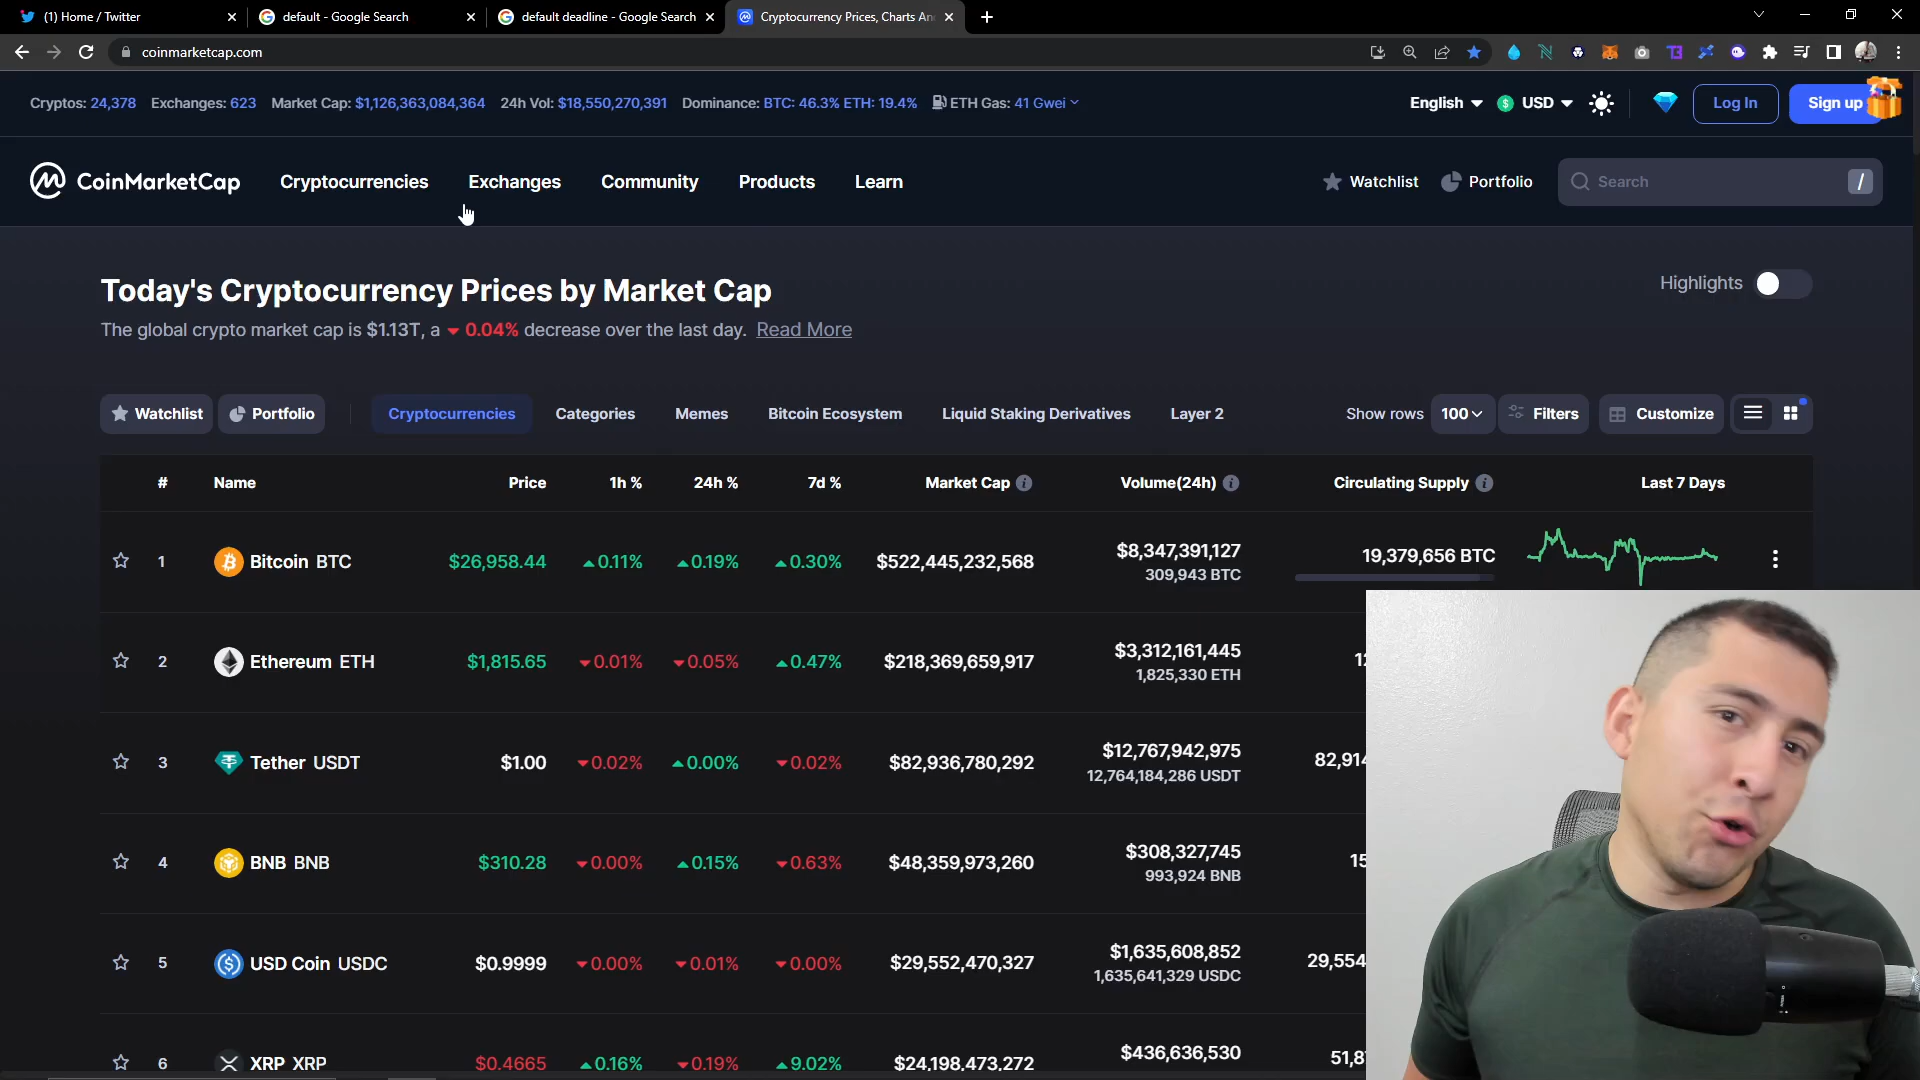 (1) Home / Twitter
default - Google Search
default deadline - Google Search
Cryptocurrency Prices, Charts An
coinmarketcap.com
Cryptos: 24,378 Exchanges: 623 Market Cap: $1,126,363,084,364 24h Vol: $18,550,270,391 Dominance: BTC: 46.3% ETH: 19.4% ETH Gas: 41 Gwei
English USD Log In Sign up
CoinMarketCap Cryptocurrencies Exchanges Community Products Learn
Watchlist Portfolio Search /
Today's Cryptocurrency Prices by Market Cap
Highlights
The global crypto market cap is $1.13T, a 0.04% decrease over the last day. Read More
Watchlist Portfolio Cryptocurrencies Categories Memes Bitcoin Ecosystem Liquid Staking Derivatives Layer 2 Show rows 100 Filters Customize
# Name Price 1h % 24h % 7d % Market Cap Volume(24h) Circulating Supply Last 7 Days
1 Bitcoin BTC $26,958.44 0.11% 0.19% 0.30% $522,445,232,568 $8,347,391,127 19,379,656 BTC
309,943 BTC
2 Ethereum ETH $1,815.65 0.01% 0.05% 0.47% $218,369,659,917 $3,312,161,445 12
1,825,330 ETH
3 Tether USDT $1.00 0.02% 0.00% 0.02% $82,936,780,292 $12,767,942,975 82,914
12,764,184,286 USDT
4 BNB BNB $310.28 0.00% 0.15% 0.63% $48,359,973,260 $308,327,745 15
993,924 BNB
5 USD Coin USDC $0.9999 0.00% 0.01% 0.00% $29,552,470,327 $1,635,608,852 29,554
1,635,641,329 USDC
6 XRP XRP $0.4665 0.16% 0.19% 9.02% $24,198,473,272 $436,636,530 51,8